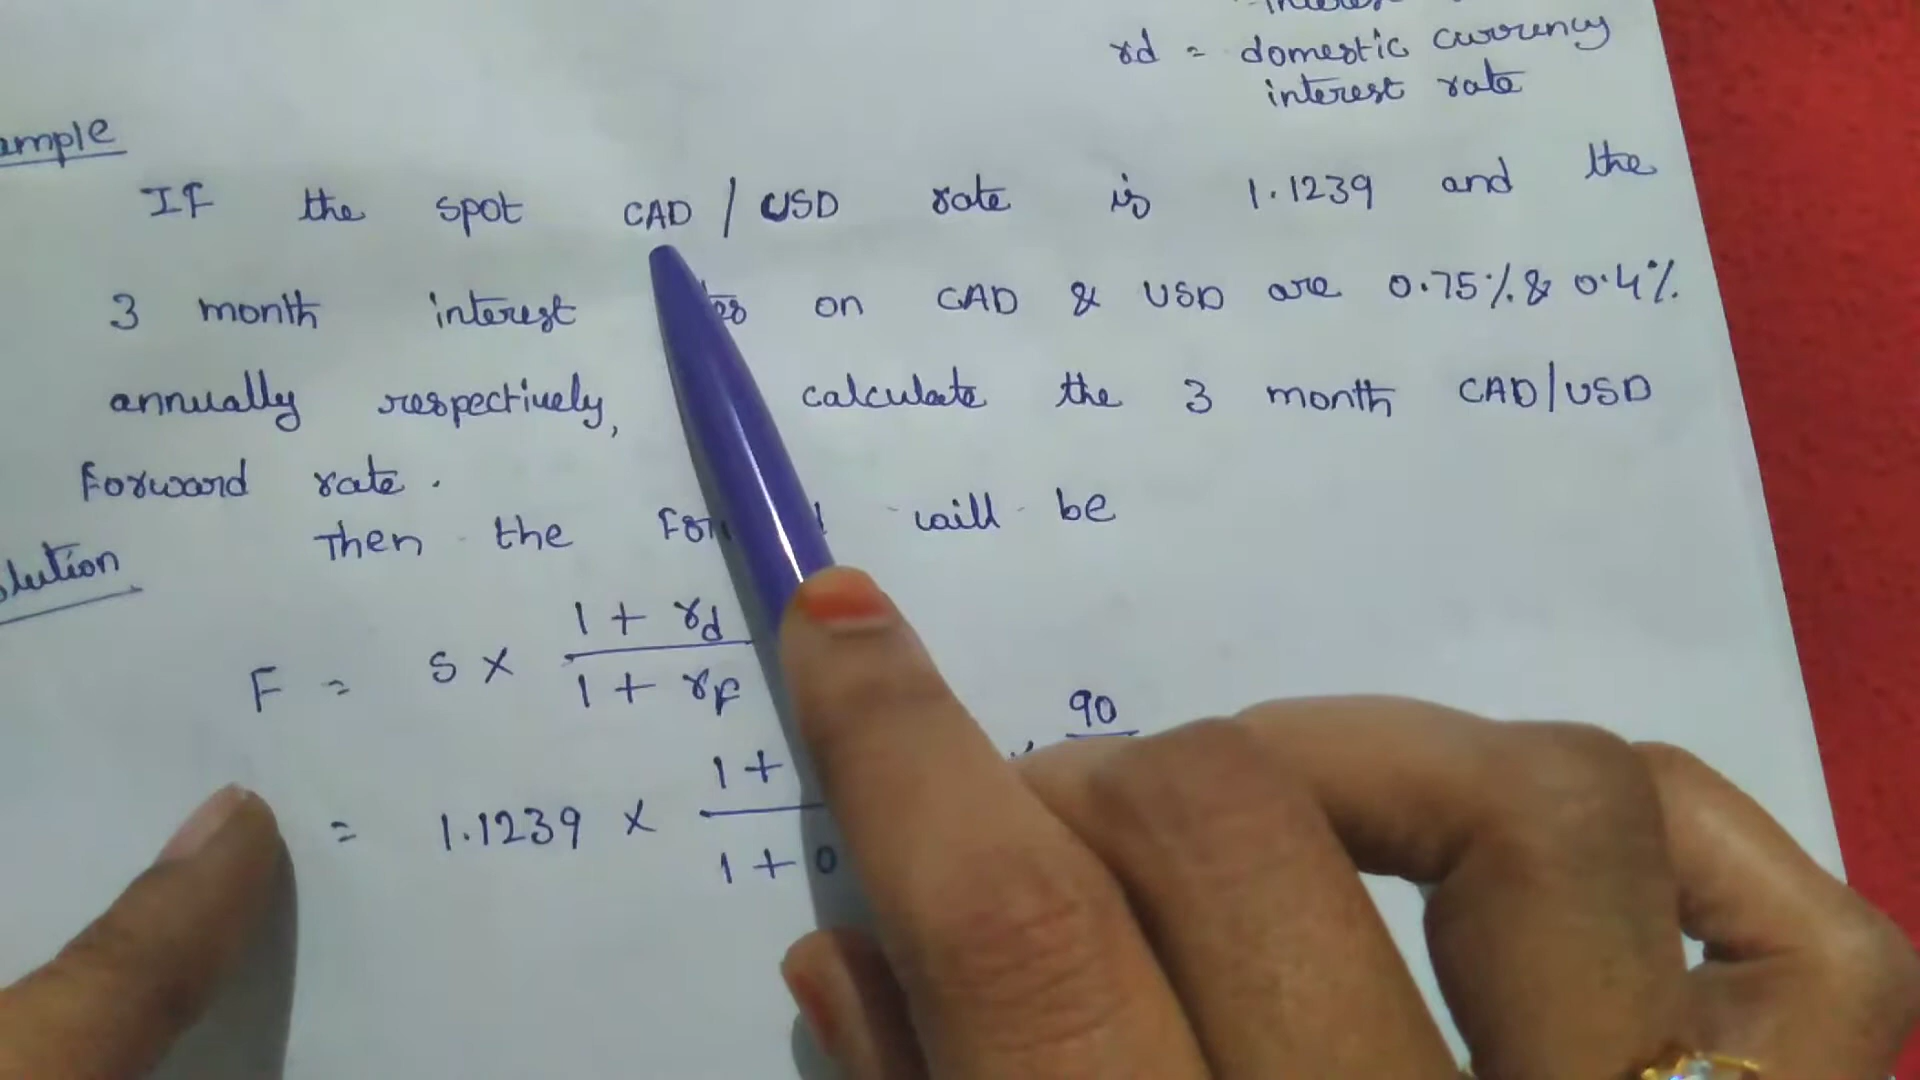 rd = domestic currency
interest rate
ample
IF the spot CAD / USD rate is 1.1239 and the
3 month interest on CAD & USD are 0.75% & 0.4%
annually respectively, calculate the 3 month CAD/USD
Forward rate.
Then the will be
olution
F = S × 1 + rd
1 + rF
90
= 1.1239 × 1 +
1 + 0